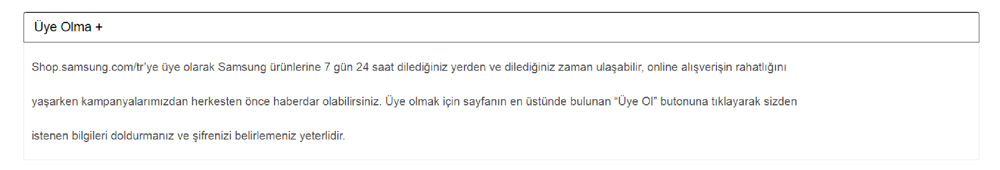 Üye Olma +
Shop.samsung.com/tr’ye üye olarak Samsung ürünlerine 7 gün 24 saat dilediğiniz yerden ve dilediğiniz zaman ulaşabilir, online alışverişin rahatlığını
yaşarken kampanyalarımızdan herkesten önce haberdar olabilirsiniz. Üye olmak için sayfanın en üstünde bulunan “Üye Ol” butonuna tıklayarak sizden
istenen bilgileri doldurmanız ve şifrenizi belirlemeniz yeterlidir.